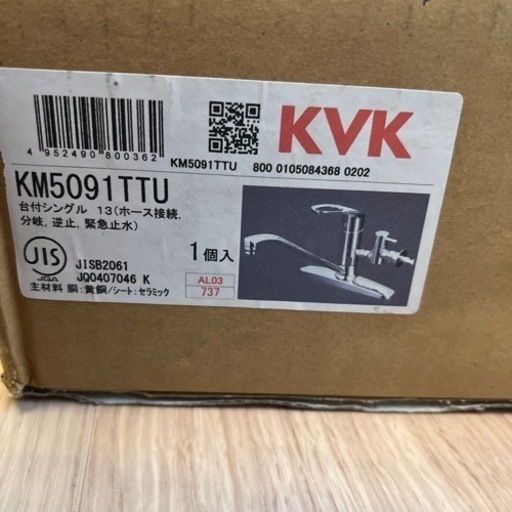 4 952490 800362
KM5091TTU 800 0105084368 0202
KVK
KM5091TTU
台付シングル 13(ホース接続,
分岐, 逆止, 緊急止水)
1個入
JIS
JQA
JISB2061
JQ0407046 K
AL03
737
主材料 胴:黄銅/シート:セラミック